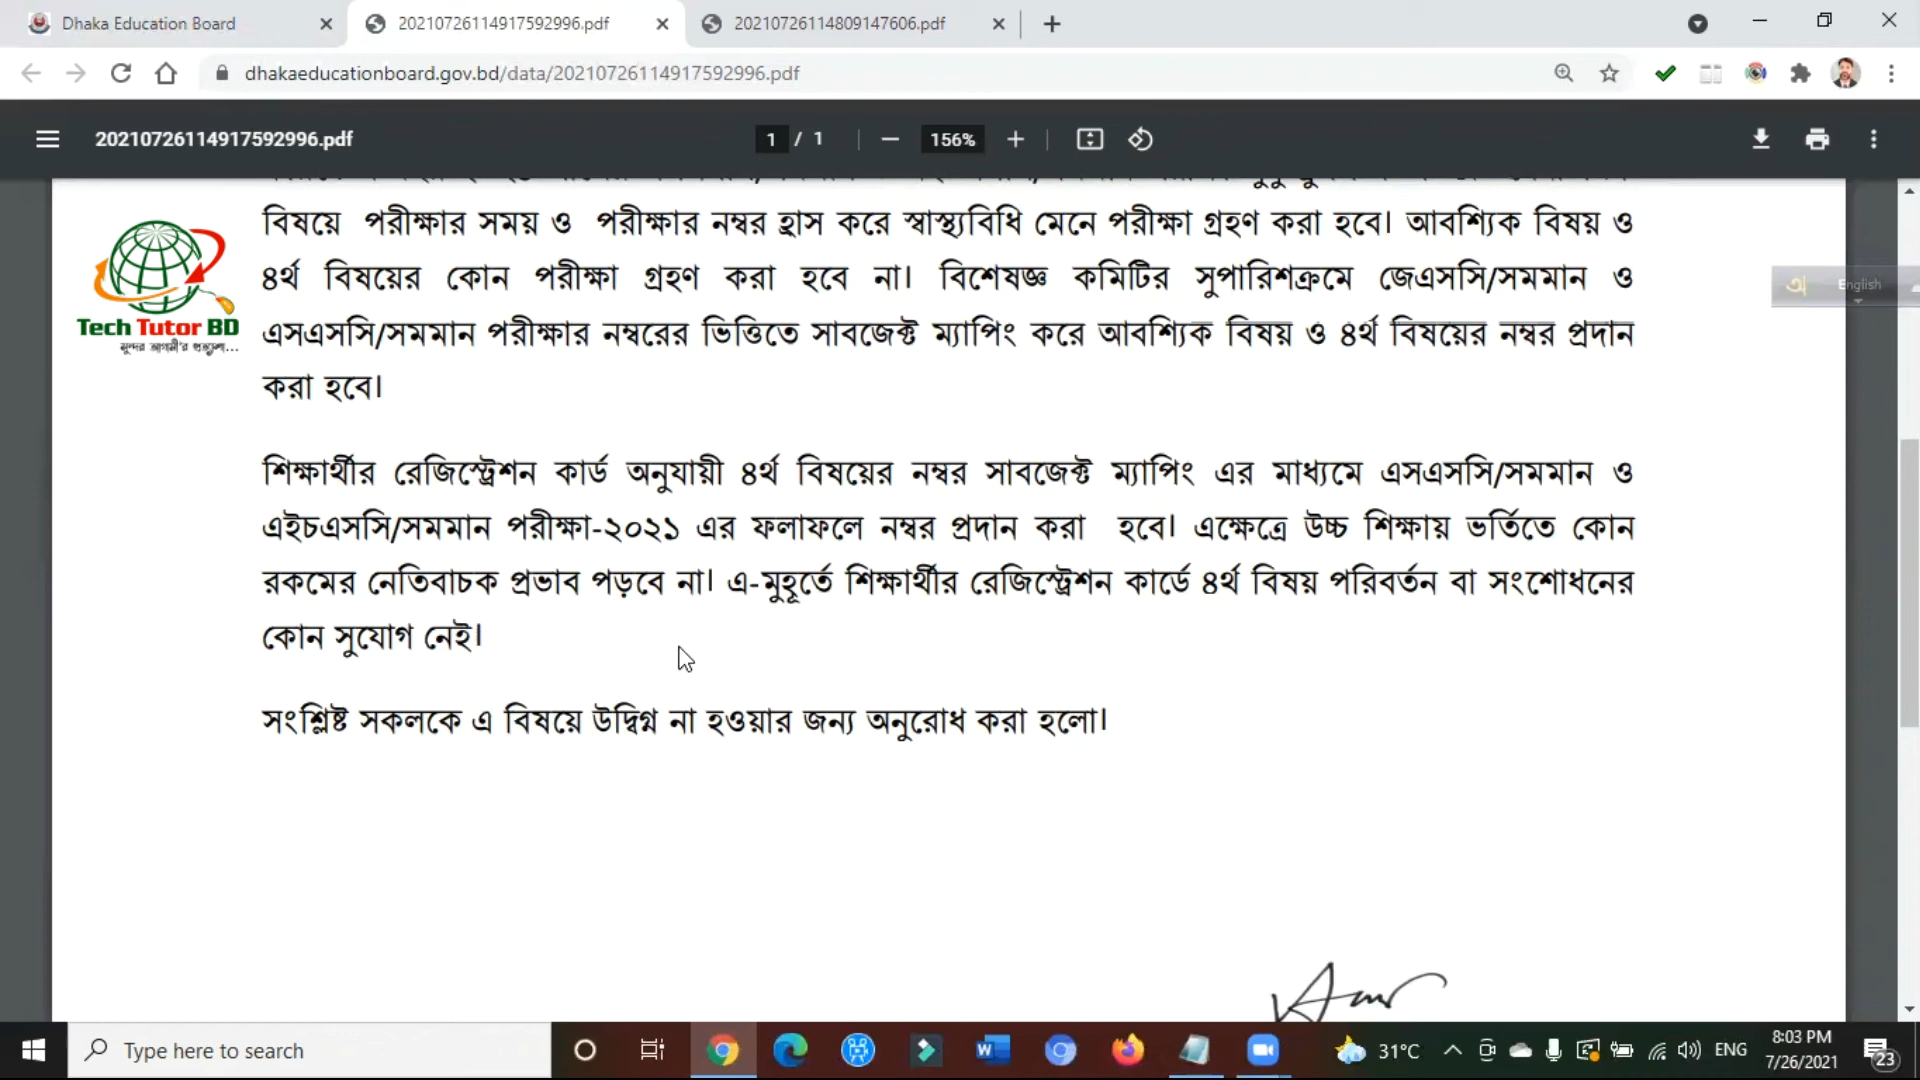 Dhaka Education Board
20210726114917592996.pdf
20210726114809147606.pdf
dhakaeducationboard.gov.bd/data/20210726114917592996.pdf
20210726114917592996.pdf
1 / 1
156%
বিষয়ে পরীক্ষার সময় ও পরীক্ষার নম্বর হ্রাস করে স্বাস্থ্যবিধি মেনে পরীক্ষা গ্রহণ করা হবে। আবশ্যিক বিষয় ও
৪র্থ বিষয়ের কোন পরীক্ষা গ্রহণ করা হবে না। বিশেষজ্ঞ কমিটির সুপারিশক্রমে জেএসসি/সমমান ও
এসএসসি/সমমান পরীক্ষার নম্বরের ভিত্তিতে সাবজেক্ট ম্যাপিং করে আবশ্যিক বিষয় ও ৪র্থ বিষয়ের নম্বর প্রদান
করা হবে।
শিক্ষার্থীর রেজিস্ট্রেশন কার্ড অনুযায়ী ৪র্থ বিষয়ের নম্বর সাবজেক্ট ম্যাপিং এর মাধ্যমে এসএসসি/সমমান ও
এইচএসসি/সমমান পরীক্ষা-২০২১ এর ফলাফলে নম্বর প্রদান করা হবে। এক্ষেত্রে উচ্চ শিক্ষায় ভর্তিতে কোন
রকমের নেতিবাচক প্রভাব পড়বে না। এ-মুহূর্তে শিক্ষার্থীর রেজিস্ট্রেশন কার্ডে ৪র্থ বিষয় পরিবর্তন বা সংশোধনের
কোন সুযোগ নেই।
সংশ্লিষ্ট সকলকে এ বিষয়ে উদ্বিগ্ন না হওয়ার জন্য অনুরোধ করা হলো।
Tech Tutor BD
সুন্দর আগামী'র প্রত্যাশা...
অ English
Type here to search
31°C
ENG
8:03 PM
7/26/2021
23